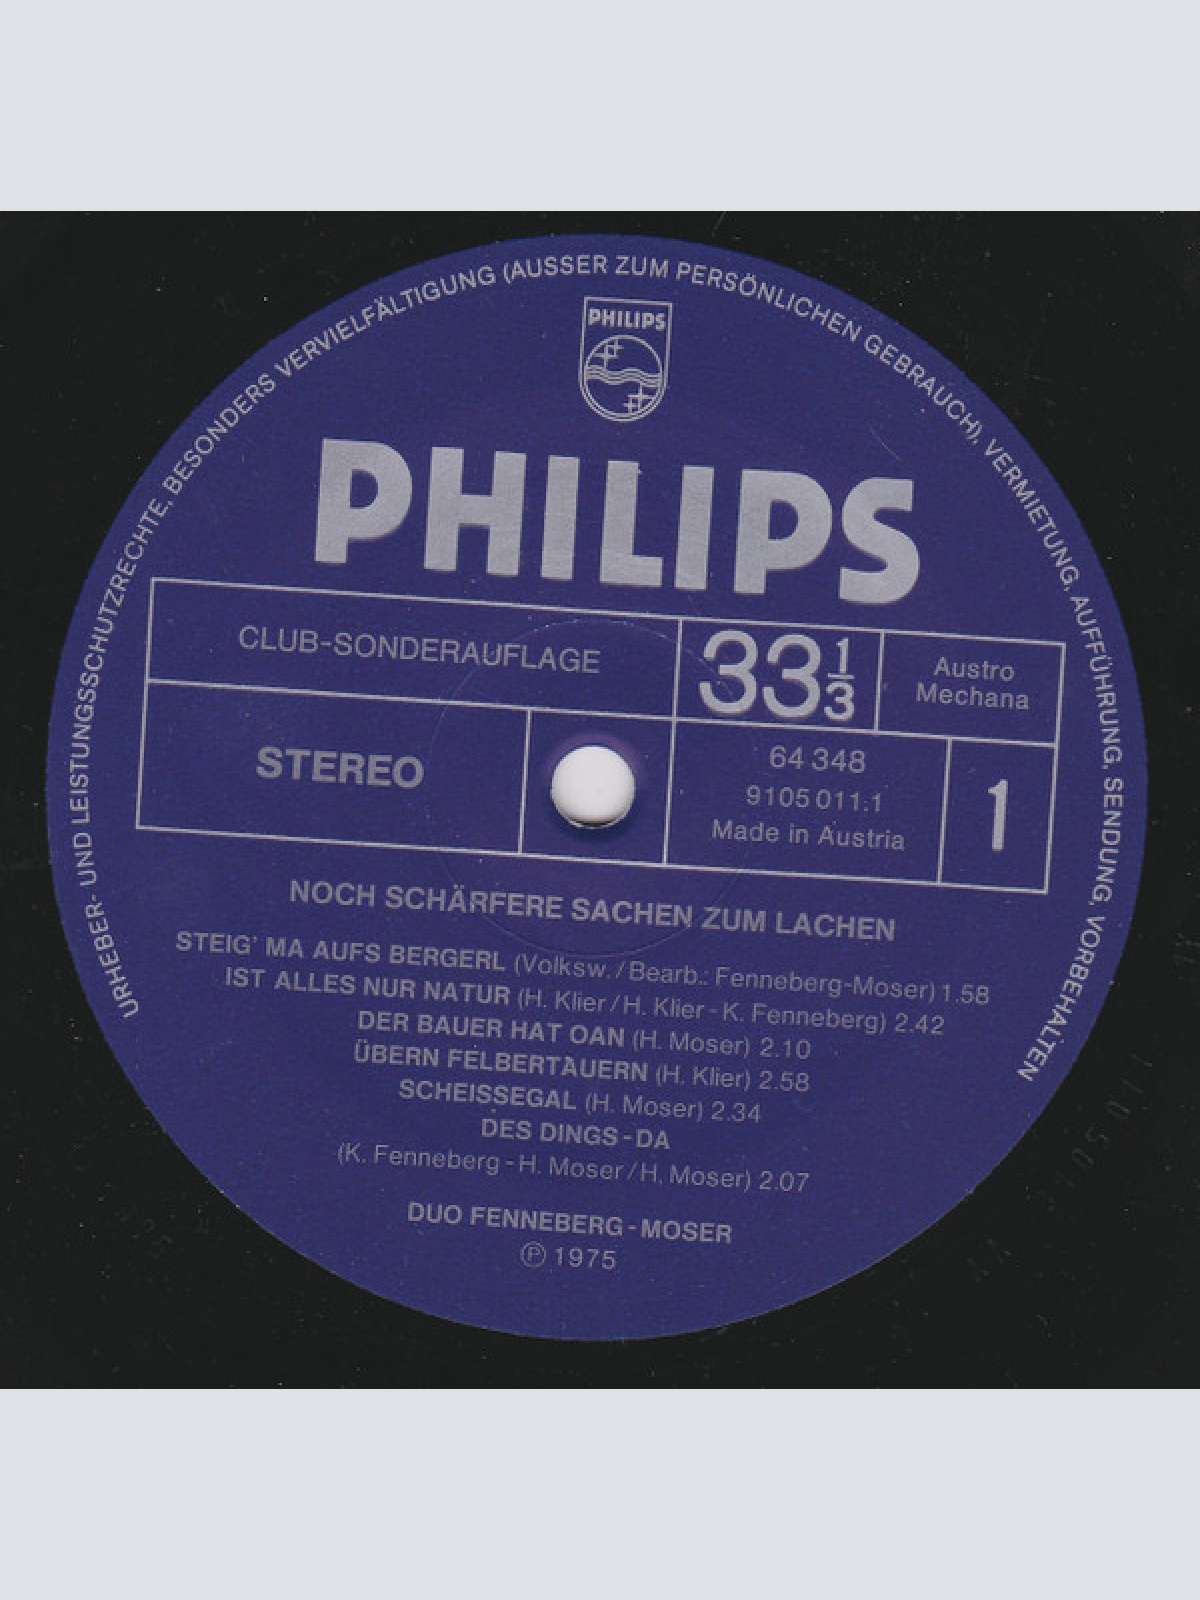 URHEBER- UND LEISTUNGSSCHUTZRECHTE, BESONDERS VERVIELFÄLTIGUNG (AUSSER ZUM PERSÖNLICHEN GEBRAUCH), VERMIETUNG, AUFFÜHRUNG, SENDUNG, VORBEHALTEN
PHILIPS
PHILIPS
CLUB-SONDERAUFLAGE
33 1/3
Austro
Mechana
STEREO
64 348
9105 011.1
Made in Austria
1
NOCH SCHÄRFERE SACHEN ZUM LACHEN
STEIG' MA AUFS BERGERL (Volksw./Bearb.: Fenneberg-Moser) 1.58
IST ALLES NUR NATUR (H. Klier/H. Klier-K. Fenneberg) 2.42
DER BAUER HAT OAN (H. Moser) 2.10
ÜBERN FELBERTAUERN (H. Klier) 2.58
SCHEISSEGAL (H. Moser) 2.34
DES DINGS-DA
(K. Fenneberg-H. Moser/H. Moser) 2.07
DUO FENNEBERG-MOSER
Ⓟ 1975